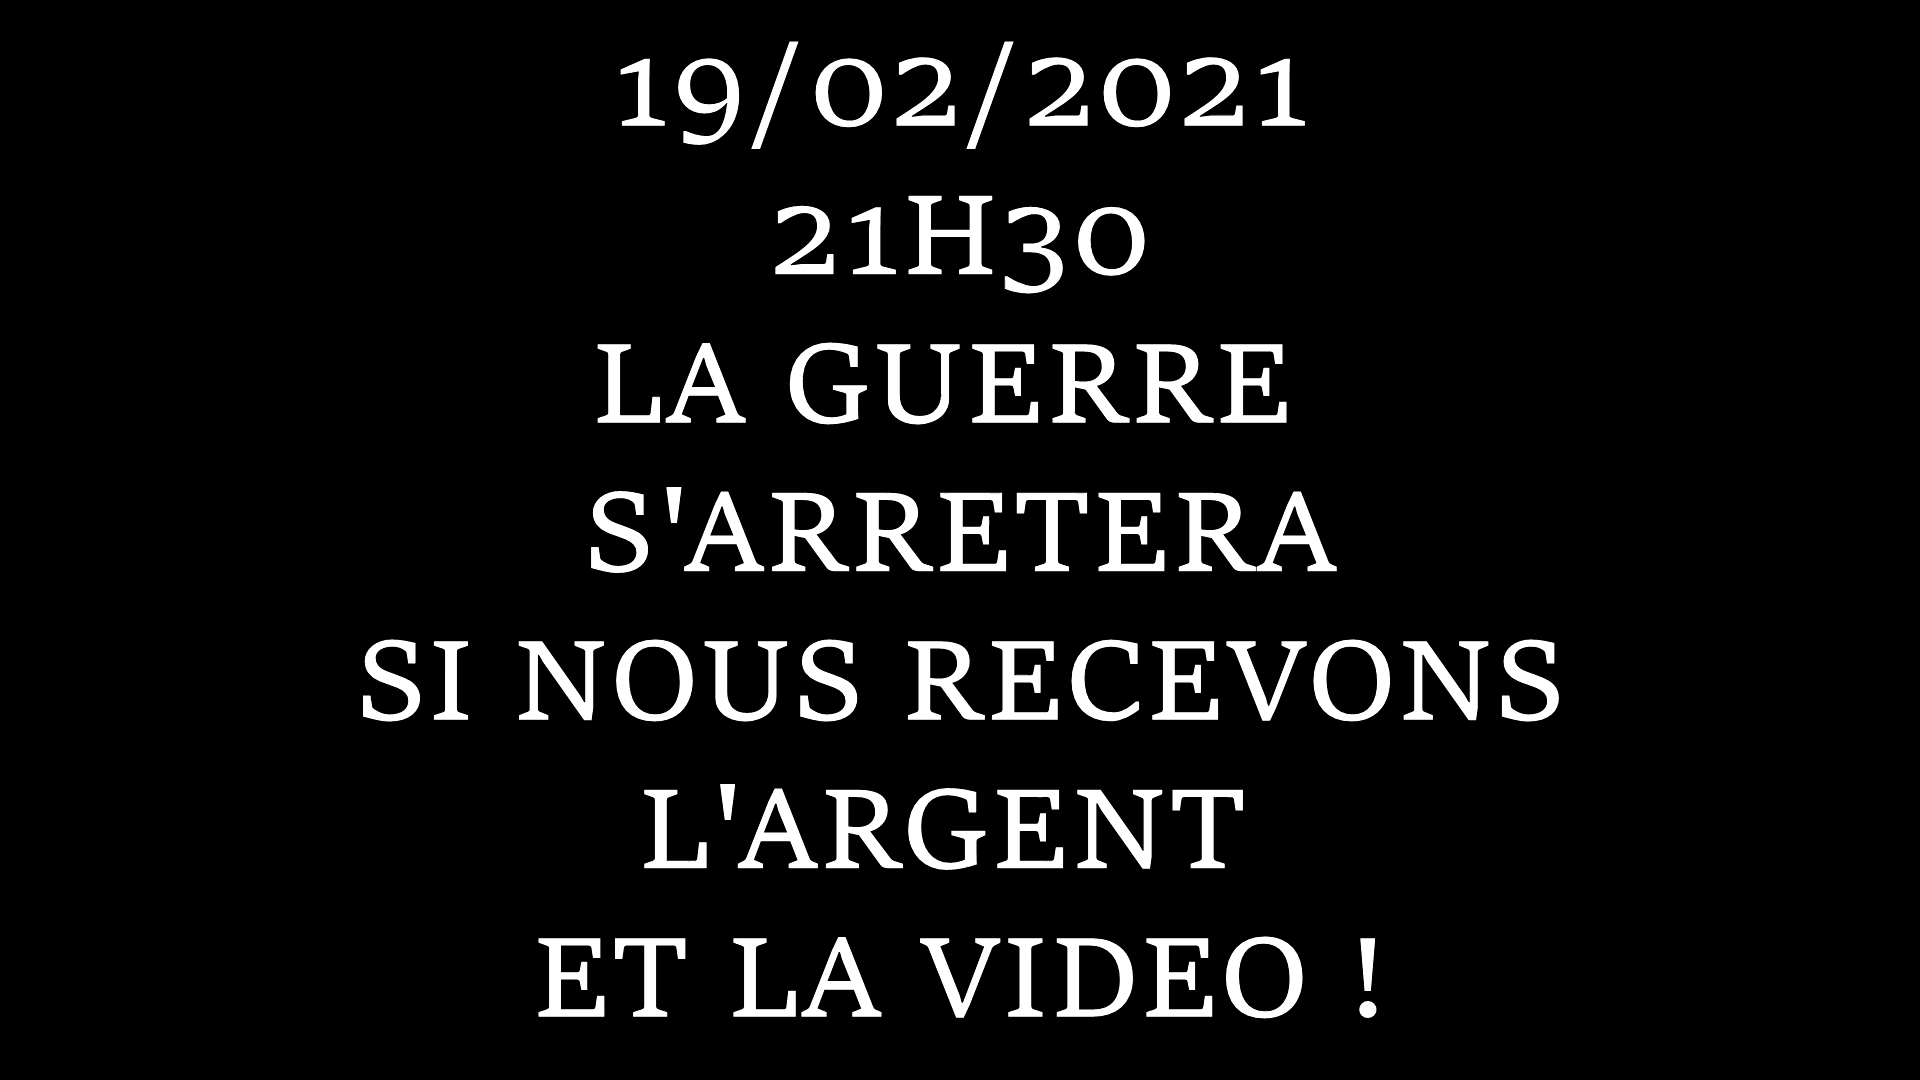 19/02/2021
21H30
LA GUERRE
S'ARRETERA
SI NOUS RECEVONS
L'ARGENT
ET LA VIDEO !